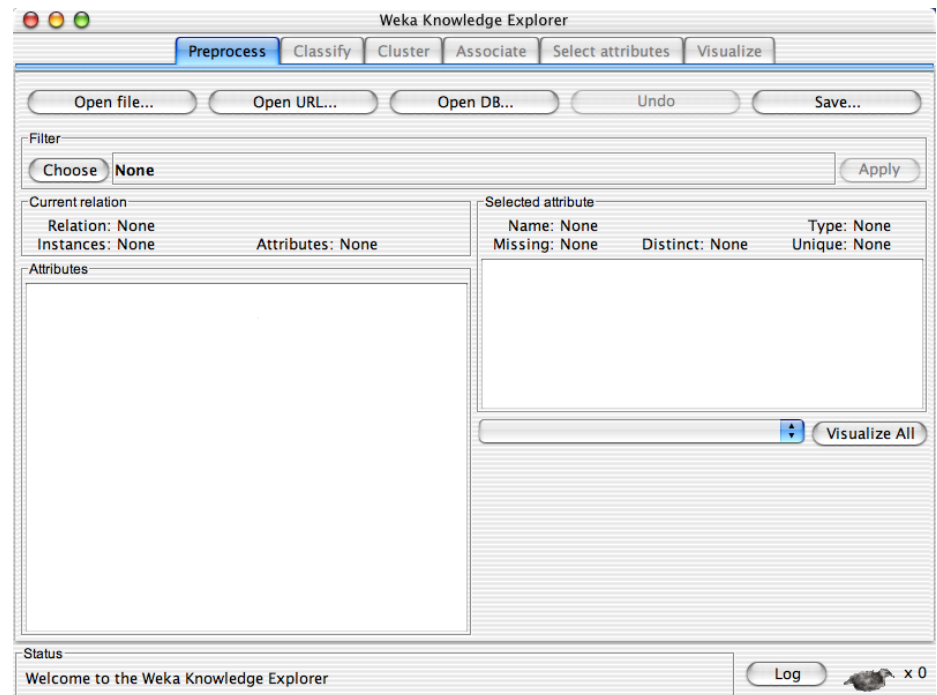 Weka Knowledge Explorer
Preprocess Classify Cluster Associate Select attributes Visualize
Open file... Open URL... Open DB... Undo Save...
Filter
Choose None Apply
Current relation
Relation: None
Instances: None Attributes: None
Attributes
Selected attribute
Name: None Type: None
Missing: None Distinct: None Unique: None
Visualize All
Status
Welcome to the Weka Knowledge Explorer
Log x 0